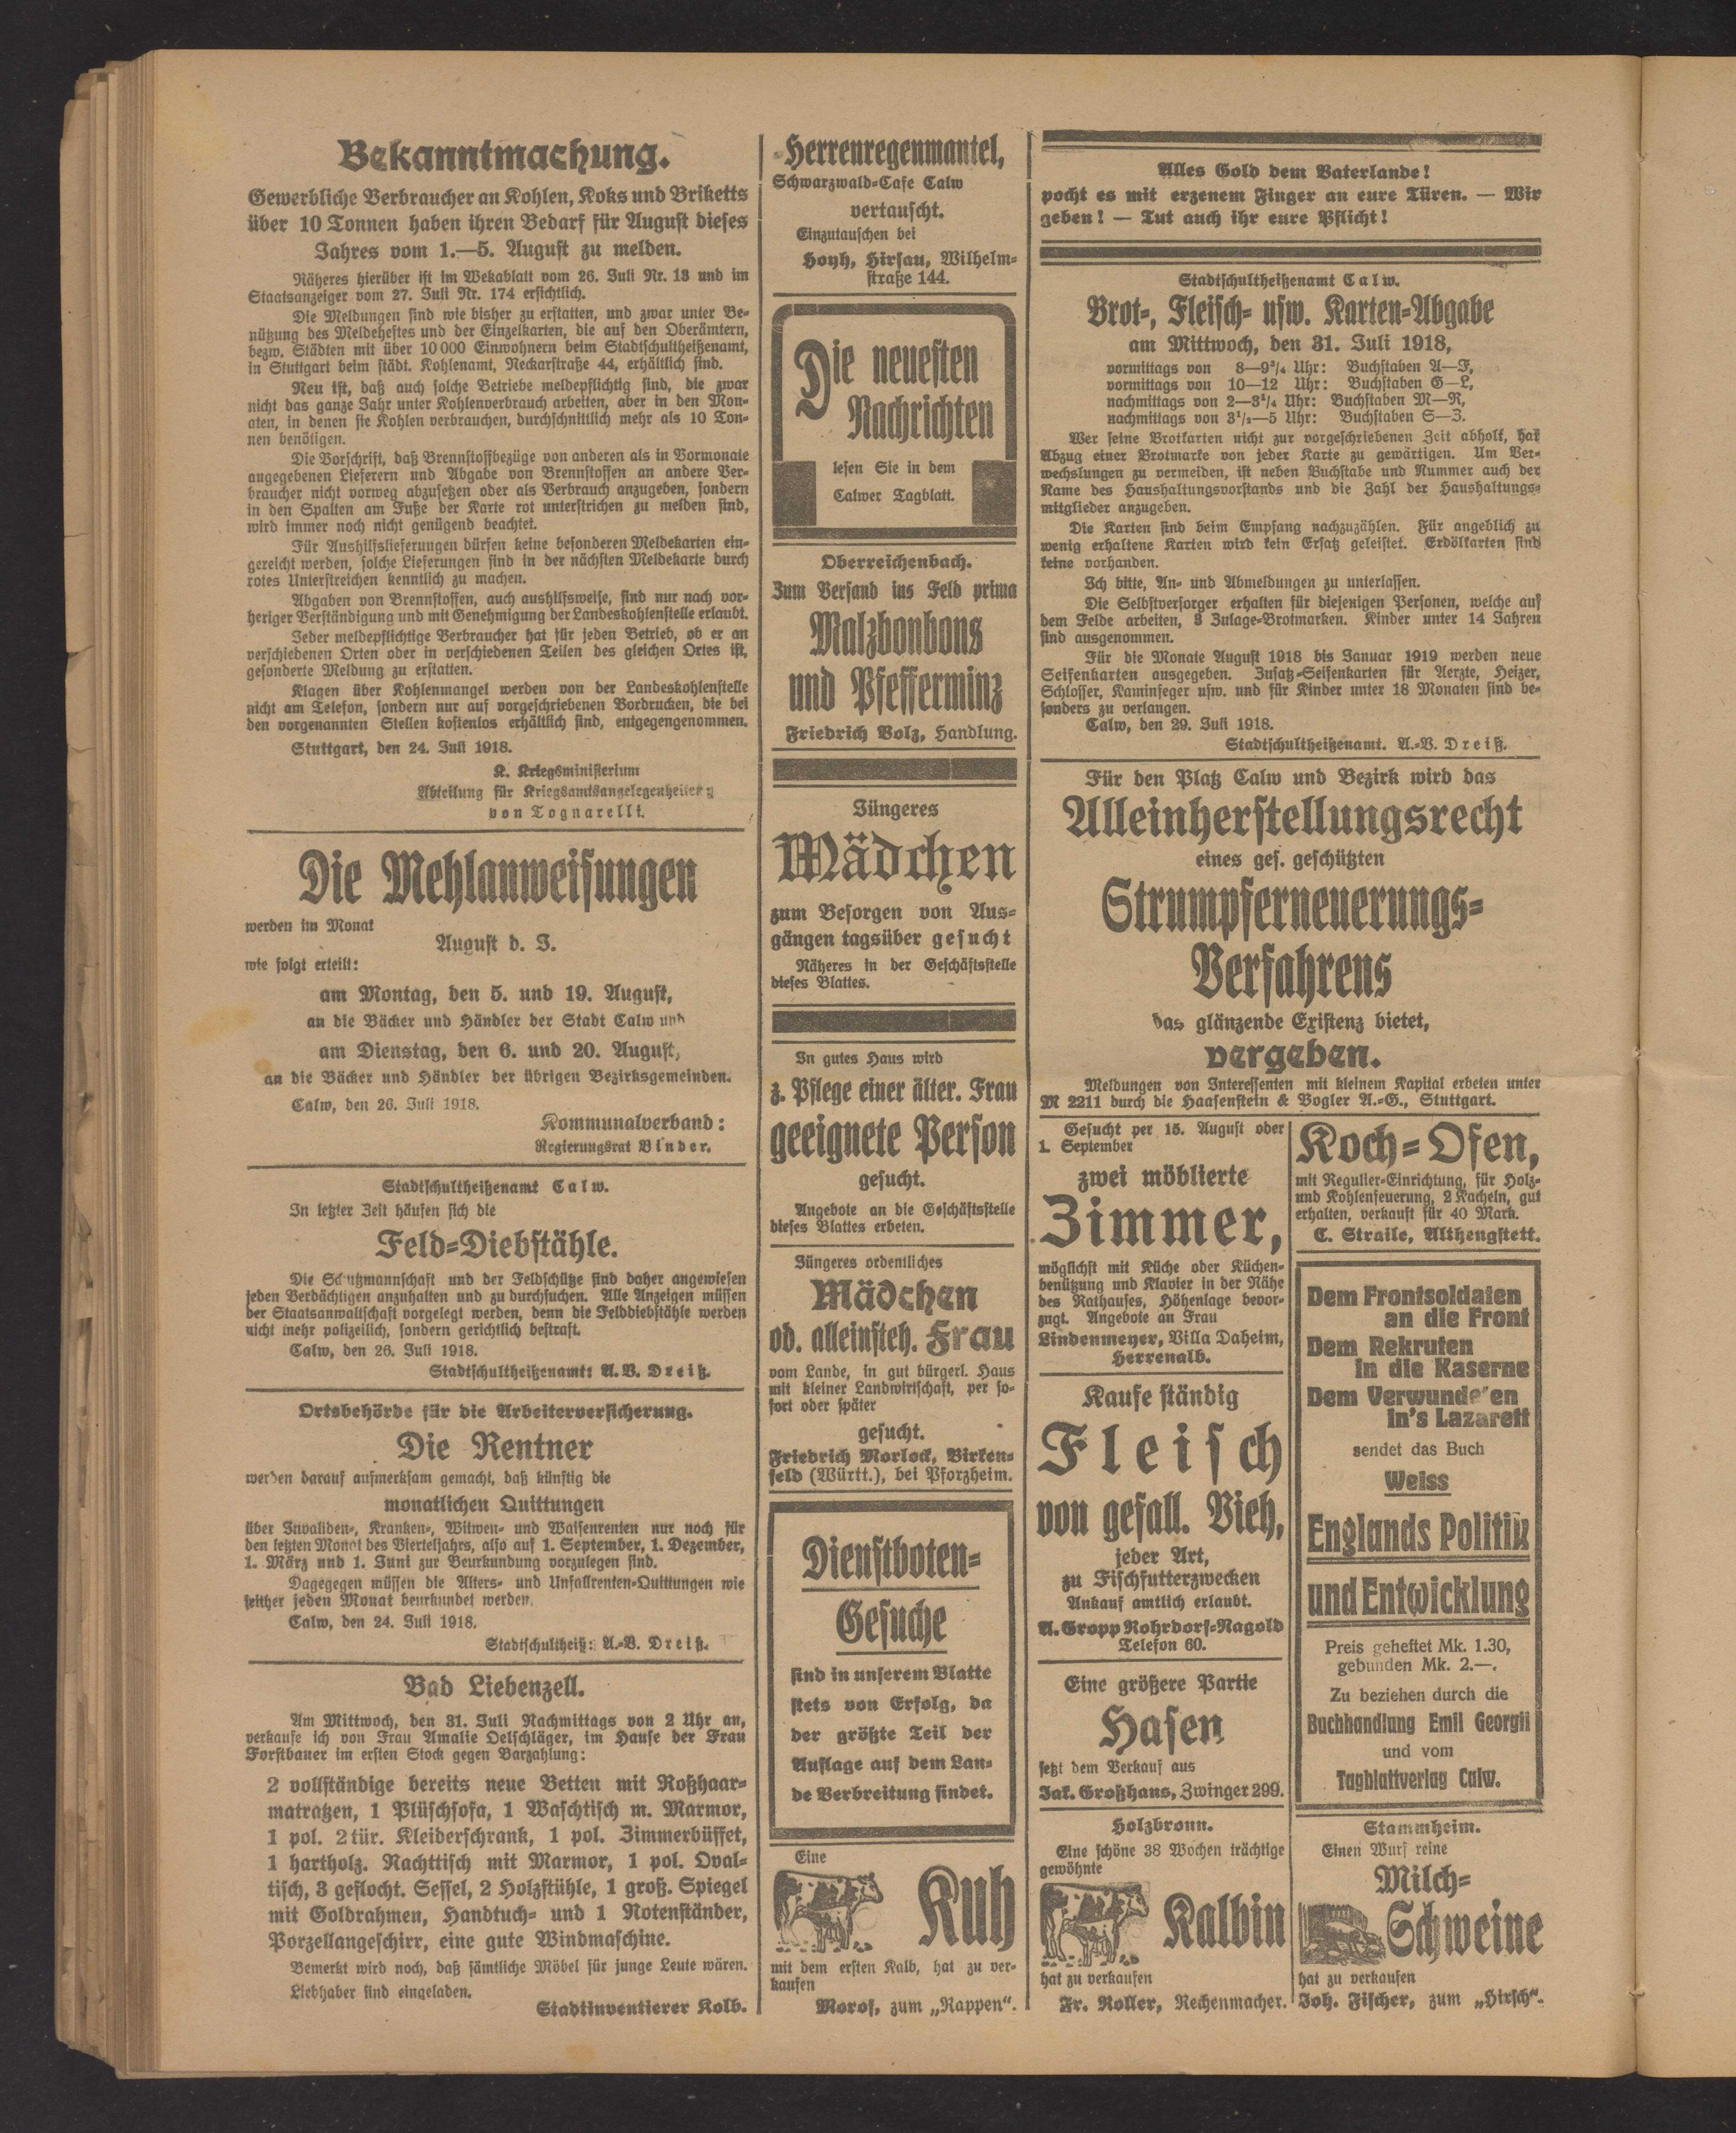 Bekanntmachung.
Gewerbliche Verbraucher an Kohlen, Koks und Briketts
über 10 Tonnen haben ihren Bedarf für August dieses
Jahres vom 1.—5. August zu melden.
Näheres hierüber ist im Wekablatt vom 26. Juli Nr. 13 und im
Staatsanzeiger vom 27. Juli Nr. 174 ersichtlich.
Die Meldungen sind wie bisher zu erstatten, und zwar unter Be-
nützung des Meldeheftes und der Einzelkarten, die auf den Oberämtern,
bezw. Städten mit über 10000 Einwohnern beim Stadtschultheißenamt,
in Stuttgart beim städt. Kohlenamt, Neckarstraße 44, erhältlich sind.
Neu ist, daß auch solche Betriebe meldepflichtig sind, die zwar
nicht das ganze Jahr unter Kohlenverbrauch arbeiten, aber in den Mon-
aten, in denen sie Kohlen verbrauchen, durchschnittlich mehr als 10 Ton-
nen benötigen.
Die Vorschrift, daß Brennstoffbezüge von anderen als in Vormonate
angegebenen Lieferern und Abgabe von Brennstoffen an andere Ver-
braucher nicht vorweg abzusetzen oder als Verbrauch anzugeben, sondern
in den Spalten am Fuße der Karte rot unterstrichen zu melden sind,
wird immer noch nicht genügend beachtet.
Für Aushilfslieferungen dürfen keine besonderen Meldekarten ein-
gereicht werden, solche Lieferungen sind in der nächsten Meldekarte durch
rotes Unterstreichen kenntlich zu machen.
Abgaben von Brennstoffen, auch aushilfsweise, sind nur nach vor-
heriger Verständigung und mit Genehmigung der Landeskohlenstelle erlaubt.
Jeder meldepflichtige Verbraucher hat für jeden Betrieb, ob er an
verschiedenen Orten oder in verschiedenen Teilen des gleichen Ortes ist,
gesonderte Meldung zu erstatten.
Klagen über Kohlenmangel werden von der Landeskohlenstelle
nicht am Telefon, sondern nur auf vorgeschriebenen Vordrucken, die bei
den vorgenannten Stellen kostenlos erhältlich sind, entgegengenommen.
Stuttgart, den 24. Juli 1918.
K. Kriegsministerium
Abteilung für Kriegsamtsangelegenheiten
von Tognarelli.
Die Mehlanweisungen
werden im Monat
August d. J.
wie folgt erteilt:
am Montag, den 5. und 19. August,
an die Bäcker und Händler der Stadt Calw und
am Dienstag, den 6. und 20. August,
an die Bäcker und Händler der übrigen Bezirksgemeinden.
Calw, den 26. Juli 1918.
Kommunalverband:
Regierungsrat Binder.
Stadtschultheißenamt Calw.
In letzter Zeit häufen sich die
Feld-Diebstähle.
Die Schutzmannschaft und der Feldschütze sind daher angewiesen
jeden Verdächtigen anzuhalten und zu durchsuchen. Alle Anzeigen müssen
der Staatsanwaltschaft vorgelegt werden, denn die Felddiebstähle werden
nicht mehr polizeilich, sondern gerichtlich bestraft.
Calw, den 26. Juli 1918.
Stadtschultheißenamt: A.V. Dreiß.
Ortsbehörde für die Arbeiterversicherung.
Die Rentner
werden darauf aufmerksam gemacht, daß künftig die
monatlichen Quittungen
über Invaliden-, Kranken-, Witwen- und Waisenrenten nur noch für
den letzten Monat des Vierteljahrs, also auf 1. September, 1. Dezember,
1. März und 1. Juni zur Beurkundung vorzulegen sind.
Dagegegen müssen die Alters- und Unfallrenten-Quittungen wie
seither jeden Monat beurkundet werden.
Calw, den 24. Juli 1918.
Stadtschultheiß: A.-V. Dreiß.
Bad Liebenzell.
Am Mittwoch, den 31. Juli Nachmittags von 2 Uhr an,
verkaufe ich von Frau Amalie Oelschläger, im Hause der Frau
Forstbauer im ersten Stock gegen Barzahlung:
2 vollständige bereits neue Betten mit Roßhaar-
matratzen, 1 Plüschsofa, 1 Waschtisch m. Marmor,
1 pol. 2tür. Kleiderschrank, 1 pol. Zimmerbüffet,
1 hartholz. Nachttisch mit Marmor, 1 pol. Oval-
tisch, 3 geflocht. Sessel, 2 Holzstühle, 1 groß. Spiegel
mit Goldrahmen, Handtuch- und 1 Notenständer,
Porzellangeschirr, eine gute Windmaschine.
Bemerkt wird noch, daß sämtliche Möbel für junge Leute wären.
Liebhaber sind eingeladen.
Stadtinventierer Kolb.
Herrenregenmantel,
Schwarzwald-Cafe Calw
vertauscht.
Einzutauschen bei
Hoyh, Hirsau, Wilhelm-
straße 144.
Die neuesten
Nachrichten
lesen Sie in dem
Calwer Tagblatt.
Oberreichenbach.
Zum Versand ins Feld prima
Malzbonbons
und Pfefferminz
Friedrich Volz, Handlung.
Jüngeres
Mädchen
zum Besorgen von Aus-
gängen tagsüber gesucht
Näheres in der Geschäftsstelle
dieses Blattes.
In gutes Haus wird
z. Pflege einer älter. Frau
geeignete Person
gesucht.
Angebote an die Geschäftsstelle
dieses Blattes erbeten.
Jüngeres ordentliches
Mädchen
od. alleinsteh. Frau
vom Lande, in gut bürgerl. Haus
mit kleiner Landwirtschaft, per so-
fort oder später
gesucht.
Friedrich Morlock, Birken-
feld (Württ.), bei Pforzheim.
Dienstboten-
Gesuche
sind in unserem Blatte
stets von Erfolg, da
der größte Teil der
Auflage auf dem Lan-
de Verbreitung findet.
Eine
Kuh
mit dem ersten Kalb, hat zu ver-
kaufen
Morof, zum „Rappen“.
Alles Gold dem Vaterlande!
pocht es mit erzenem Finger an eure Türen. — Wir
geben! — Tut auch ihr eure Pflicht!
Stadtschultheißenamt Calw.
Brot-, Fleisch- usw. Karten-Abgabe
am Mittwoch, den 31. Juli 1918,
vormittags von 8—9³/₄ Uhr: Buchstaben A—F,
vormittags von 10—12 Uhr: Buchstaben G—L,
nachmittags von 2—3¹/₄ Uhr: Buchstaben M—R,
nachmittags von 3¹/₂—5 Uhr: Buchstaben S—Z.
Wer seine Brotkarten nicht zur vorgeschriebenen Zeit abholt, hat
Abzug einer Brotmarke von jeder Karte zu gewärtigen. Um Ver-
wechslungen zu vermeiden, ist neben Buchstabe und Nummer auch der
Name des Haushaltungsvorstands und die Zahl der Haushaltungs-
mitglieder anzugeben.
Die Karten sind beim Empfang nachzuzählen. Für angeblich zu
wenig erhaltene Karten wird kein Ersatz geleistet. Erdölkarten sind
keine vorhanden.
Ich bitte, An- und Abmeldungen zu unterlassen.
Die Selbstversorger erhalten für diejenigen Personen, welche auf
dem Felde arbeiten, 8 Zulage-Brotmarken. Kinder unter 14 Jahren
sind ausgenommen.
Für die Monate August 1918 bis Januar 1919 werden neue
Seifenkarten ausgegeben. Zusatz-Seifenkarten für Aerzte, Heizer,
Schlosser, Kaminfeger usw. und für Kinder unter 18 Monaten sind be-
sonders zu verlangen.
Calw, den 29. Juli 1918.
Stadtschultheißenamt. A.-V. Dreiß.
Für den Platz Calw und Bezirk wird das
Alleinherstellungsrecht
eines ges. geschützten
Strumpferneuerungs-
Verfahrens
das glänzende Existenz bietet,
vergeben.
Meldungen von Interessenten mit kleinem Kapital erbeten unter
M 2211 durch die Haasenstein & Vogler A.-G., Stuttgart.
Gesucht per 15. August oder
1. September
zwei möblierte
Zimmer,
möglichst mit Küche oder Küchen-
benützung und Klavier in der Nähe
des Rathauses, Höhenlage bevor-
zugt. Angebote an Frau
Lindenmeyer, Villa Daheim,
Herrenalb.
Kaufe ständig
Fleisch
von gefall. Vieh,
jeder Art,
zu Fischfutterzwecken
Ankauf amtlich erlaubt.
A. Gropp Rohrdorf-Nagold
Telefon 60.
Eine größere Partie
Hasen
setzt dem Verkauf aus
Jak. Großhans, Zwinger 299.
Holzbronn.
Eine schöne 38 Wochen trächtige
gewöhnte
Kalbin
hat zu verkaufen
Fr. Roller, Rechenmacher.
Koch-Ofen,
mit Regulier-Einrichtung, für Holz-
und Kohlenfeuerung, 2 Kacheln, gut
erhalten, verkauft für 40 Mark.
C. Straile, Althengstett.
Dem Frontsoldaten
an die Front
Dem Rekruten
in die Kaserne
Dem Verwundeten
in's Lazarett
sendet das Buch
Weiss
Englands Politik
und Entwicklung
Preis geheftet Mk. 1.30,
gebunden Mk. 2.—.
Zu beziehen durch die
Buchhandlung Emil Georgii
und vom
Tagblattverlag Calw.
Stammheim.
Einen Wurf reine
Milch-
Schweine
hat zu verkaufen
Joh. Fischer, zum „Hirsch“.